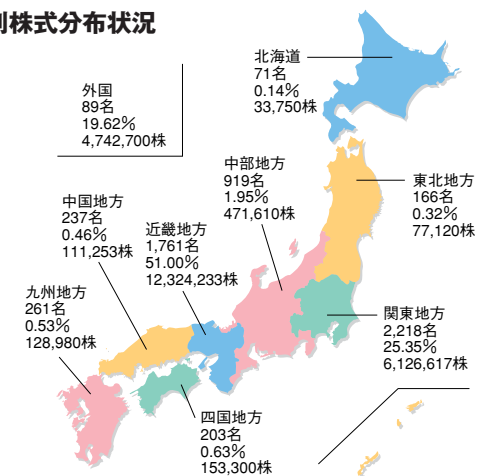 別株式分布状況
北海道
71名
0.14%
33,750株
外国
89名
19.62%
4,742,700株
中部地方
919名
1.95%
471,610株
東北地方
166名
0.32%
77,120株
中国地方
237名
0.46%
111,253株
近畿地方
1,761名
51.00%
12,324,233株
九州地方
261名
0.53%
128,980株
関東地方
2,218名
25.35%
6,126,617株
四国地方
203名
0.63%
153,300株